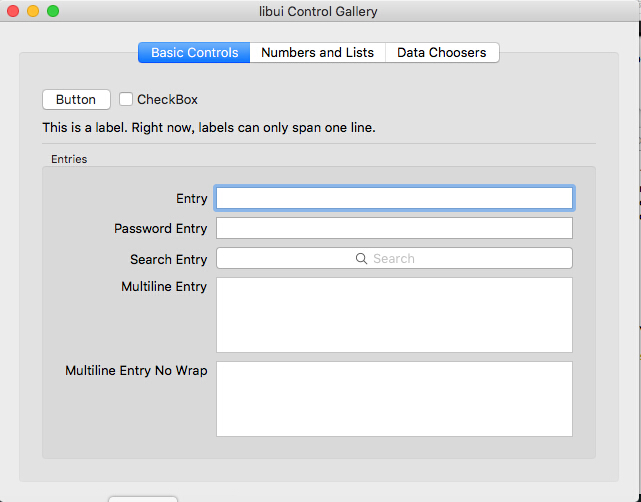 libui Control Gallery
Basic Controls Numbers and Lists Data Choosers
Button CheckBox
This is a label. Right now, labels can only span one line.
Entries
Entry
Password Entry
Search Entry Search
Multiline Entry
Multiline Entry No Wrap